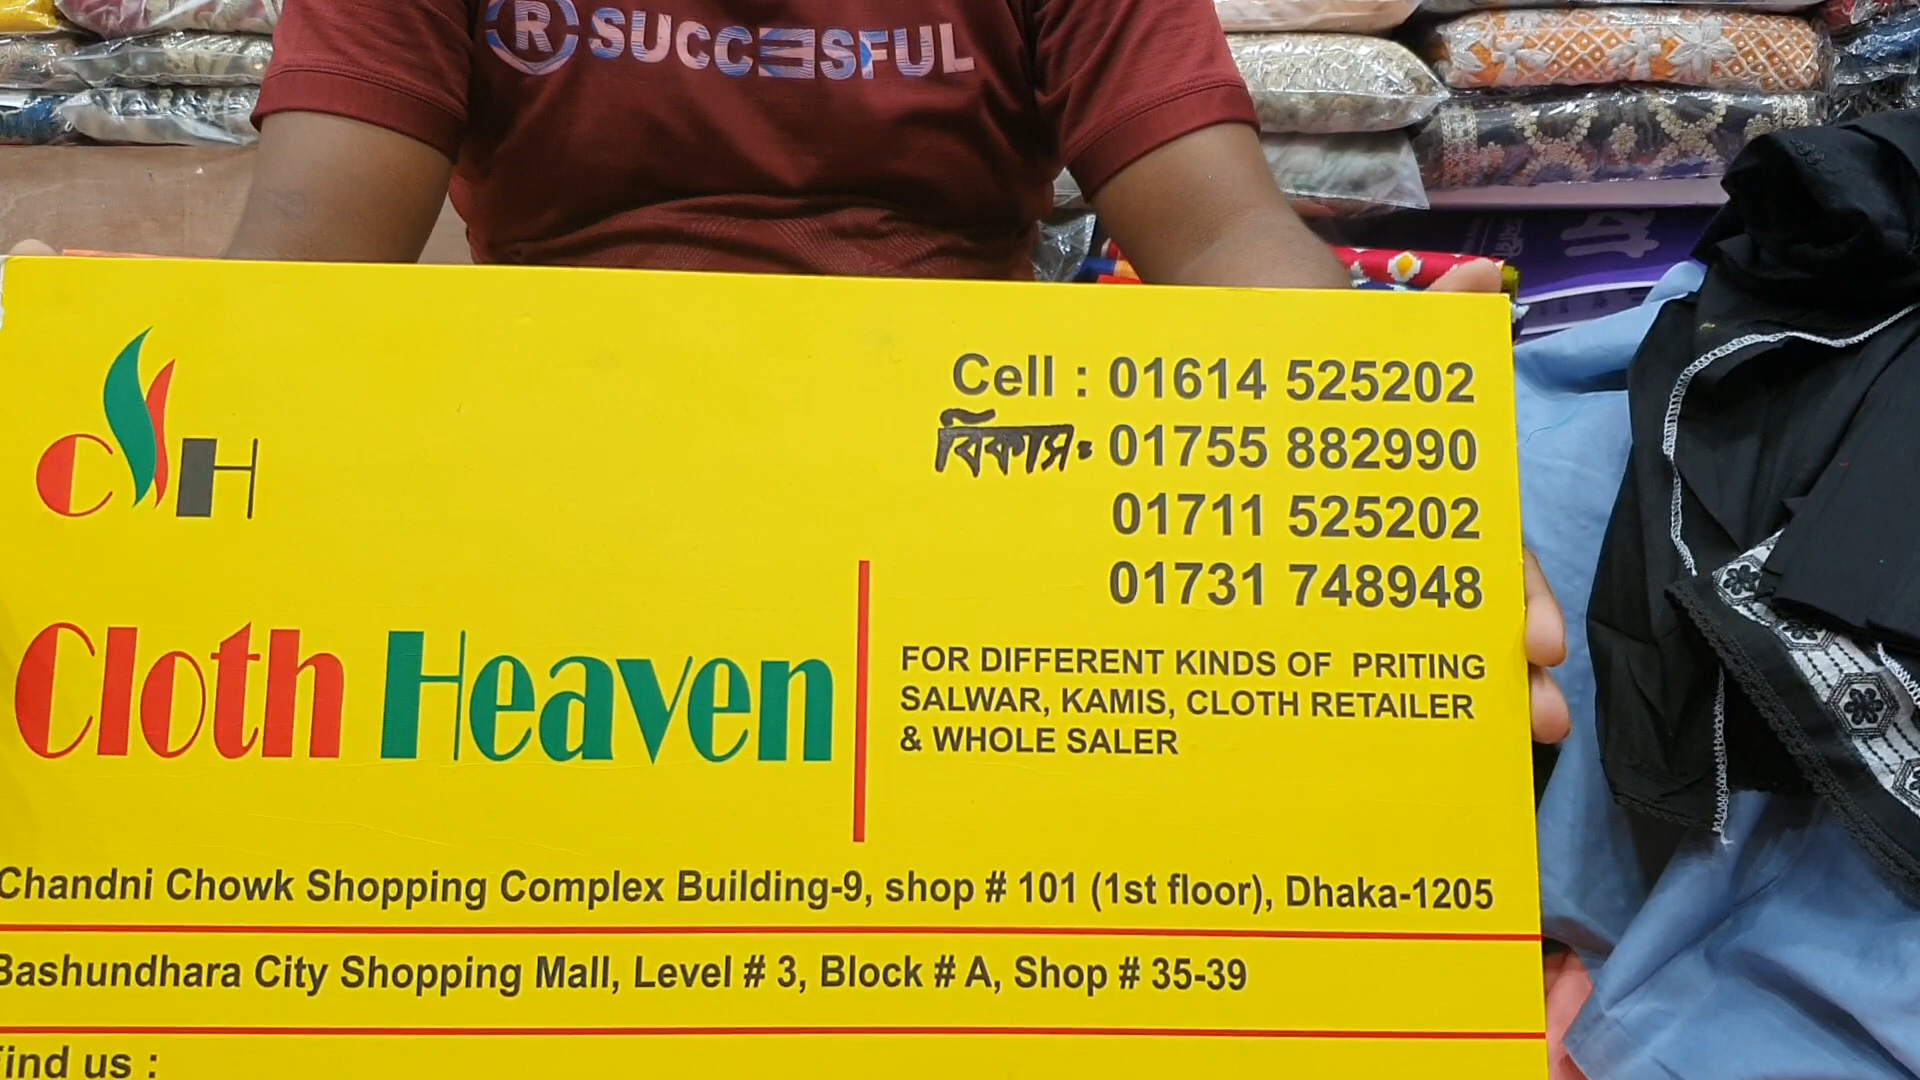 R SUCCESFUL
Cell : 01614 525202
বিকাস: 01755 882990
01711 525202
01731 748948
C H
Cloth Heaven
FOR DIFFERENT KINDS OF PRITING
SALWAR, KAMIS, CLOTH RETAILER
& WHOLE SALER
Chandni Chowk Shopping Complex Building-9, shop # 101 (1st floor), Dhaka-1205
Bashundhara City Shopping Mall, Level # 3, Block # A, Shop # 35-39
Find us :